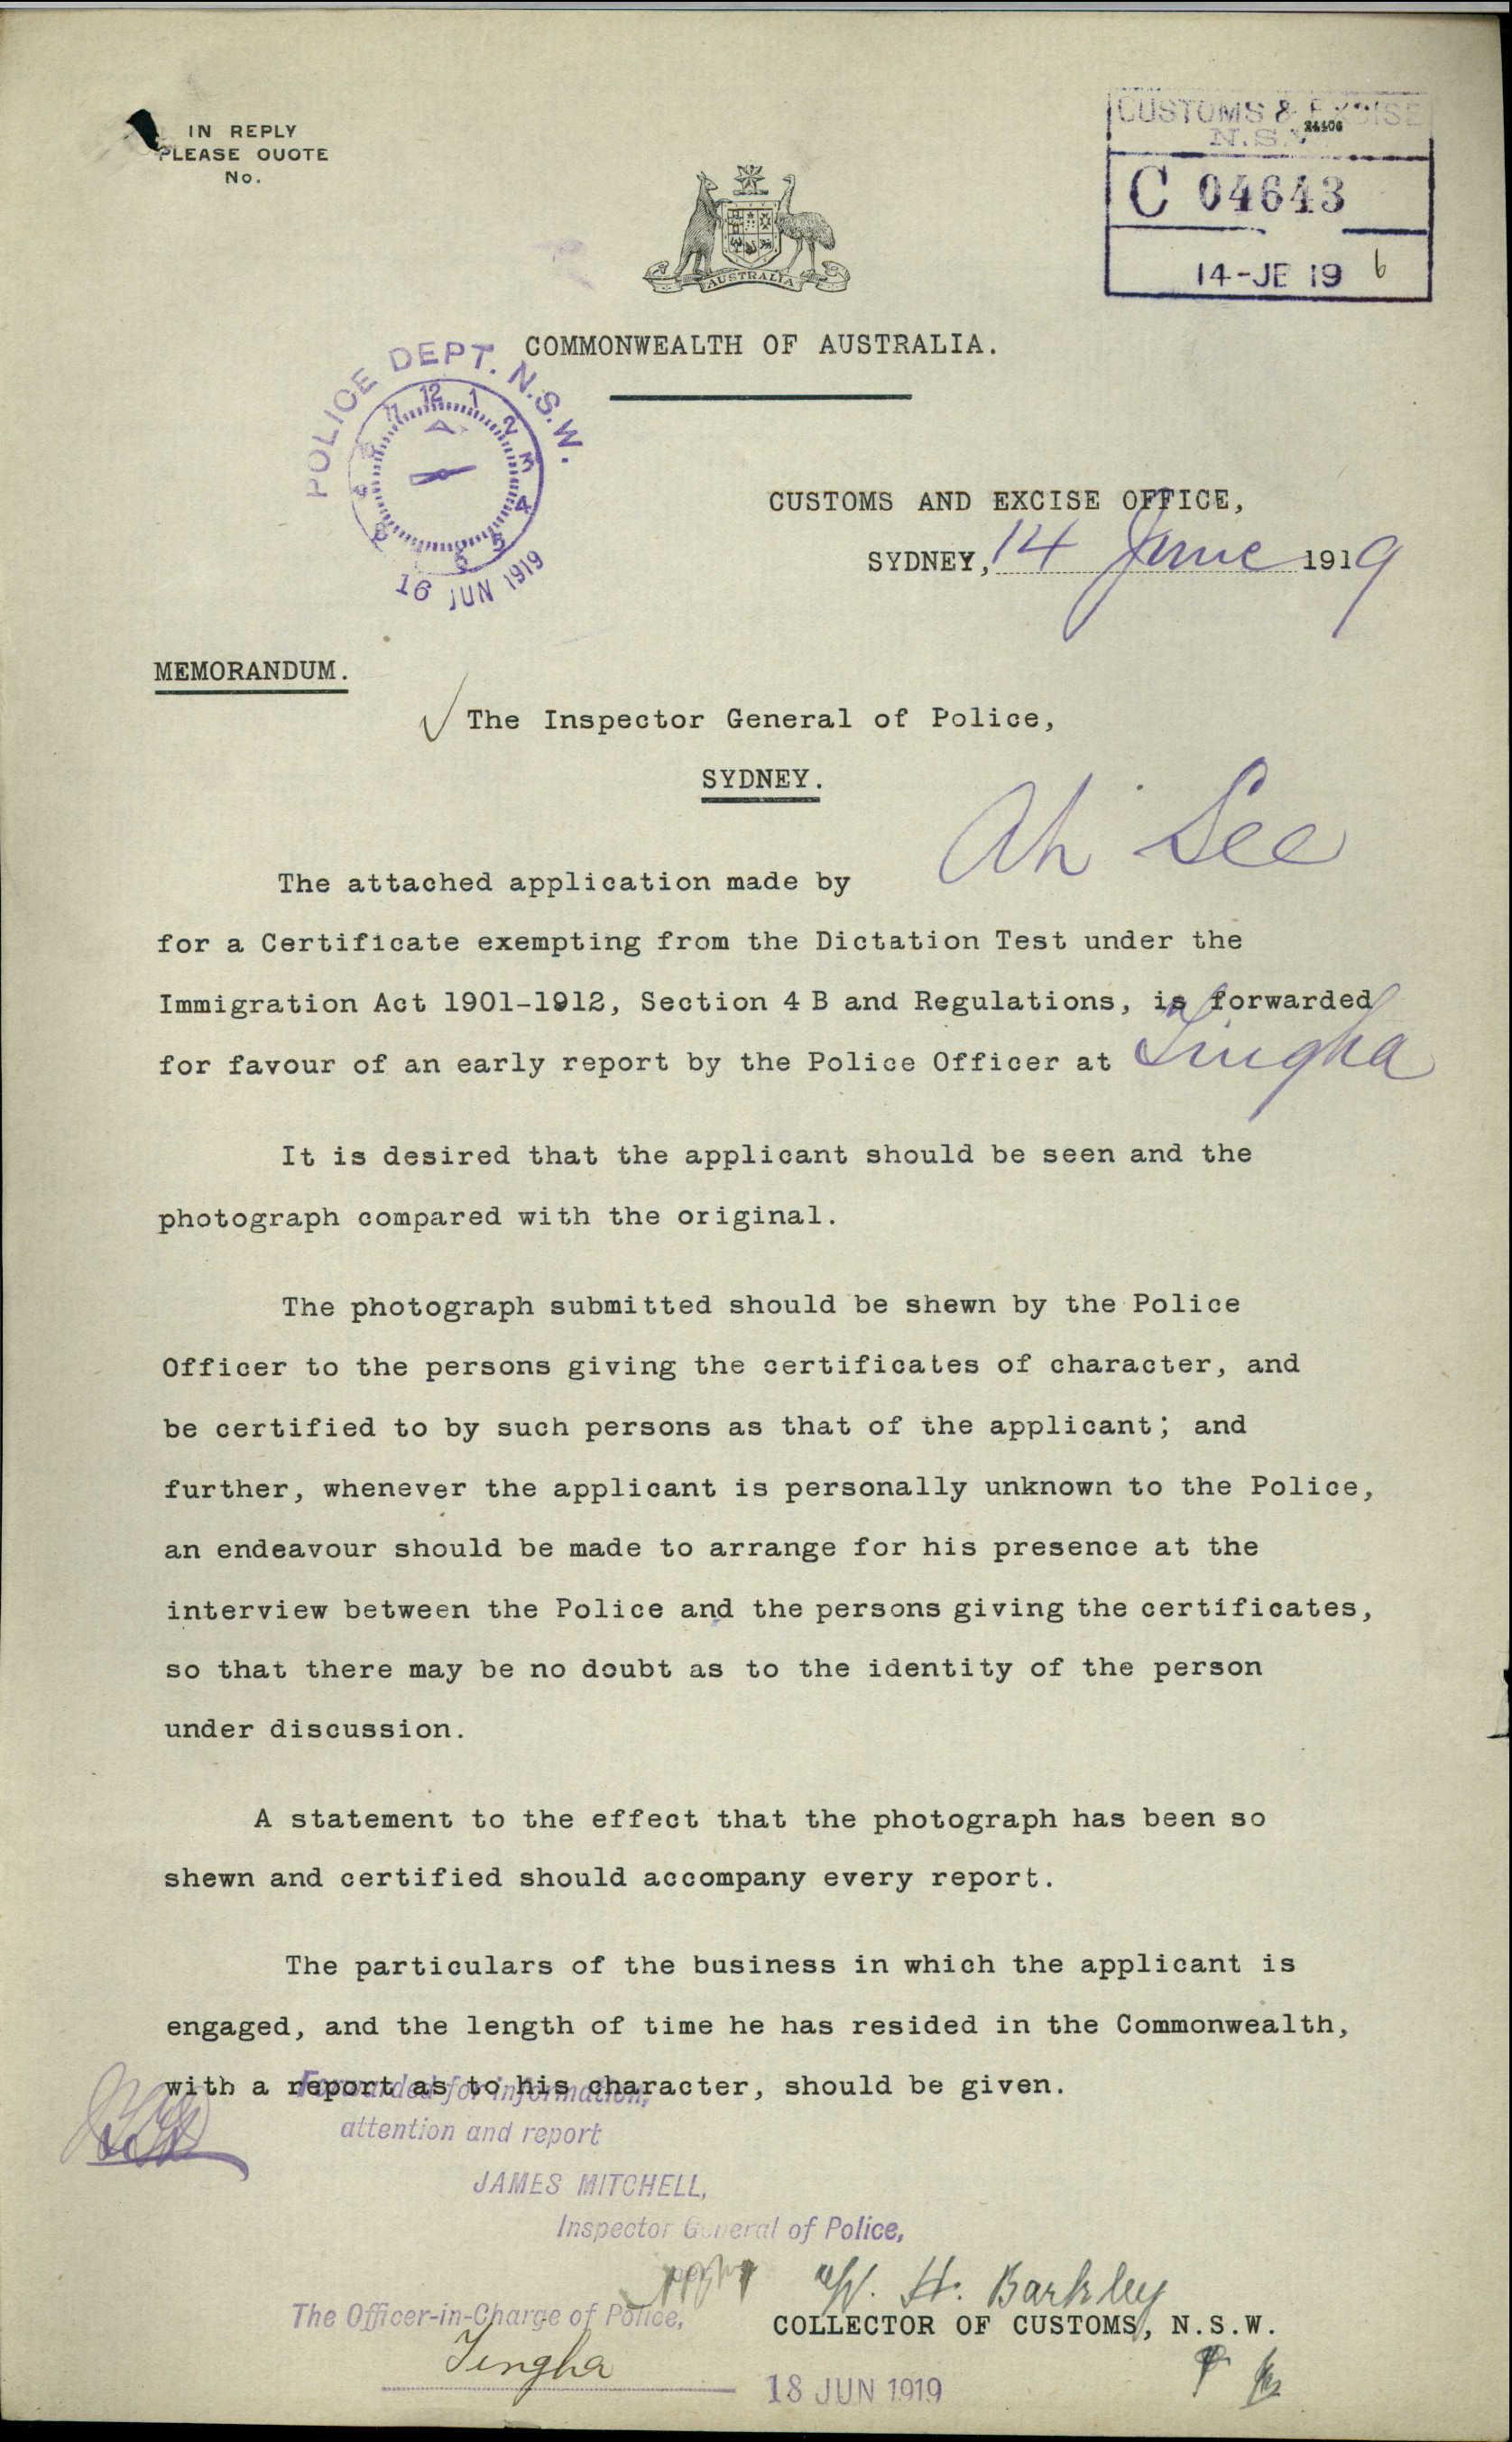 IN REPLY
PLEASE QUOTE
No.
CUSTOMS & EXCISE
N.S.W.
24406
C 04643
14-JE 19 6
AUSTRALIA
COMMONWEALTH OF AUSTRALIA.
POLICE DEPT. N.S.W.
16 JUN 1919
CUSTOMS AND EXCISE OFFICE,
SYDNEY, 14 June 1919
MEMORANDUM.
The Inspector General of Police,
SYDNEY.
The attached application made by Ah See
for a Certificate exempting from the Dictation Test under the
Immigration Act 1901-1912, Section 4 B and Regulations, is forwarded
for favour of an early report by the Police Officer at Tingha
It is desired that the applicant should be seen and the
photograph compared with the original.
The photograph submitted should be shewn by the Police
Officer to the persons giving the certificates of character, and
be certified to by such persons as that of the applicant; and
further, whenever the applicant is personally unknown to the Police,
an endeavour should be made to arrange for his presence at the
interview between the Police and the persons giving the certificates,
so that there may be no doubt as to the identity of the person
under discussion.
A statement to the effect that the photograph has been so
shewn and certified should accompany every report.
The particulars of the business in which the applicant is
engaged, and the length of time he has resided in the Commonwealth,
with a report as to his character, should be given.
Forwarded for information,
attention and report
JAMES MITCHELL,
Inspector General of Police,
W. H. Barkley
The Officer-in-Charge of Police,
COLLECTOR OF CUSTOMS, N.S.W.
Tingha
18 JUN 1919